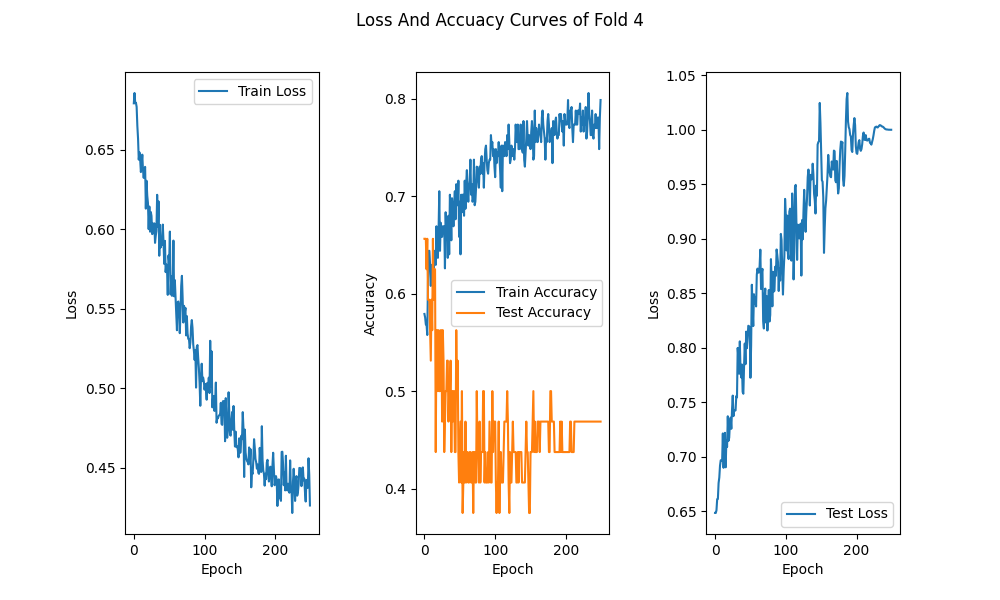 Loss And Accuacy Curves of Fold 4
Train Loss
0.65
0.60
0.55
0.50
0.45
Loss
0
100
200
Epoch
0.8
0.7
0.6
0.5
0.4
Accuracy
Train Accuracy
Test Accuracy
0
100
200
Epoch
1.05
1.00
0.95
0.90
0.85
0.80
0.75
0.70
0.65
Loss
Test Loss
0
100
200
Epoch